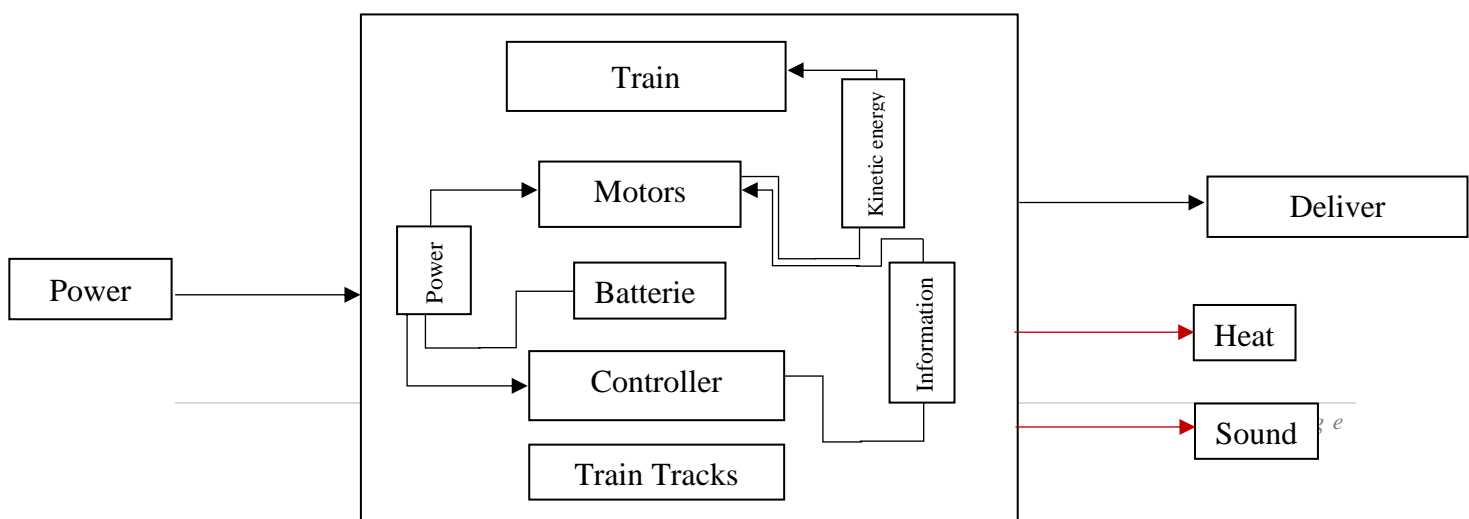 Train
Kinetic energy
Motors
Deliver
Power
Power
Batterie
Information
Heat
Controller
Sound
Train Tracks